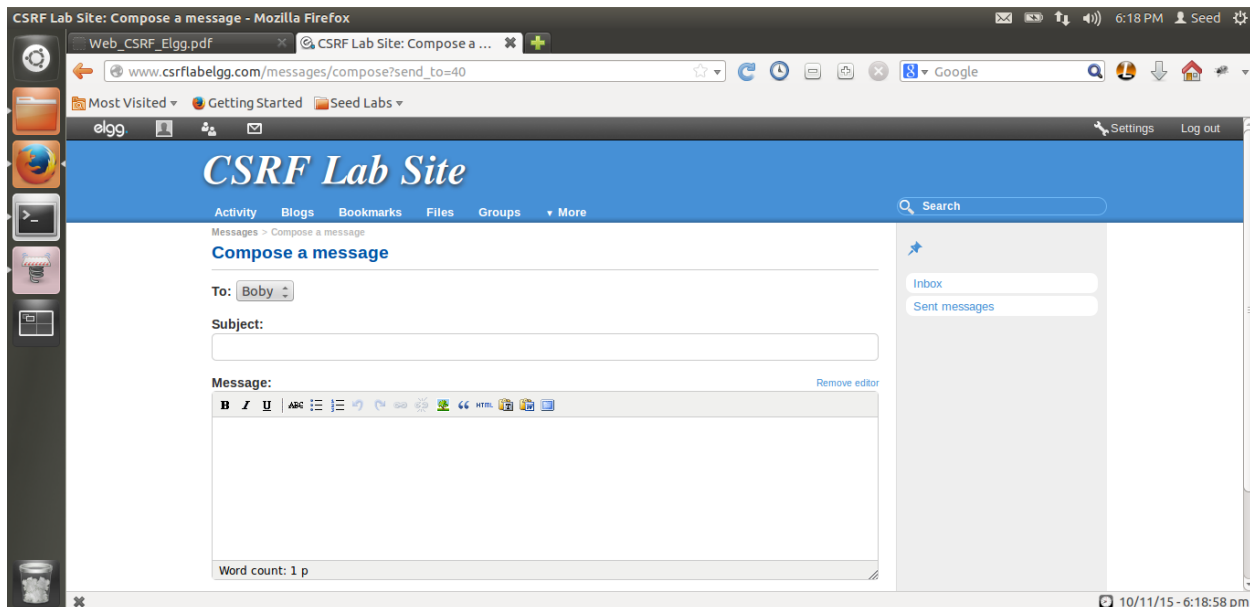 CSRF Lab Site: Compose a message - Mozilla Firefox 6:18 PM Seed
Web_CSRF_Elgg.pdf CSRF Lab Site: Compose a ...
www.csrflabelgg.com/messages/compose?send_to=40 Google
Most Visited Getting Started Seed Labs
elgg. Settings Log out
CSRF Lab Site
Activity Blogs Bookmarks Files Groups More Search
Messages > Compose a message
Compose a message
Inbox
To: Boby
Sent messages
Subject:
Message: Remove editor
B I U ABC HTML
Word count: 1 p
10/11/15 - 6:18:58 pm